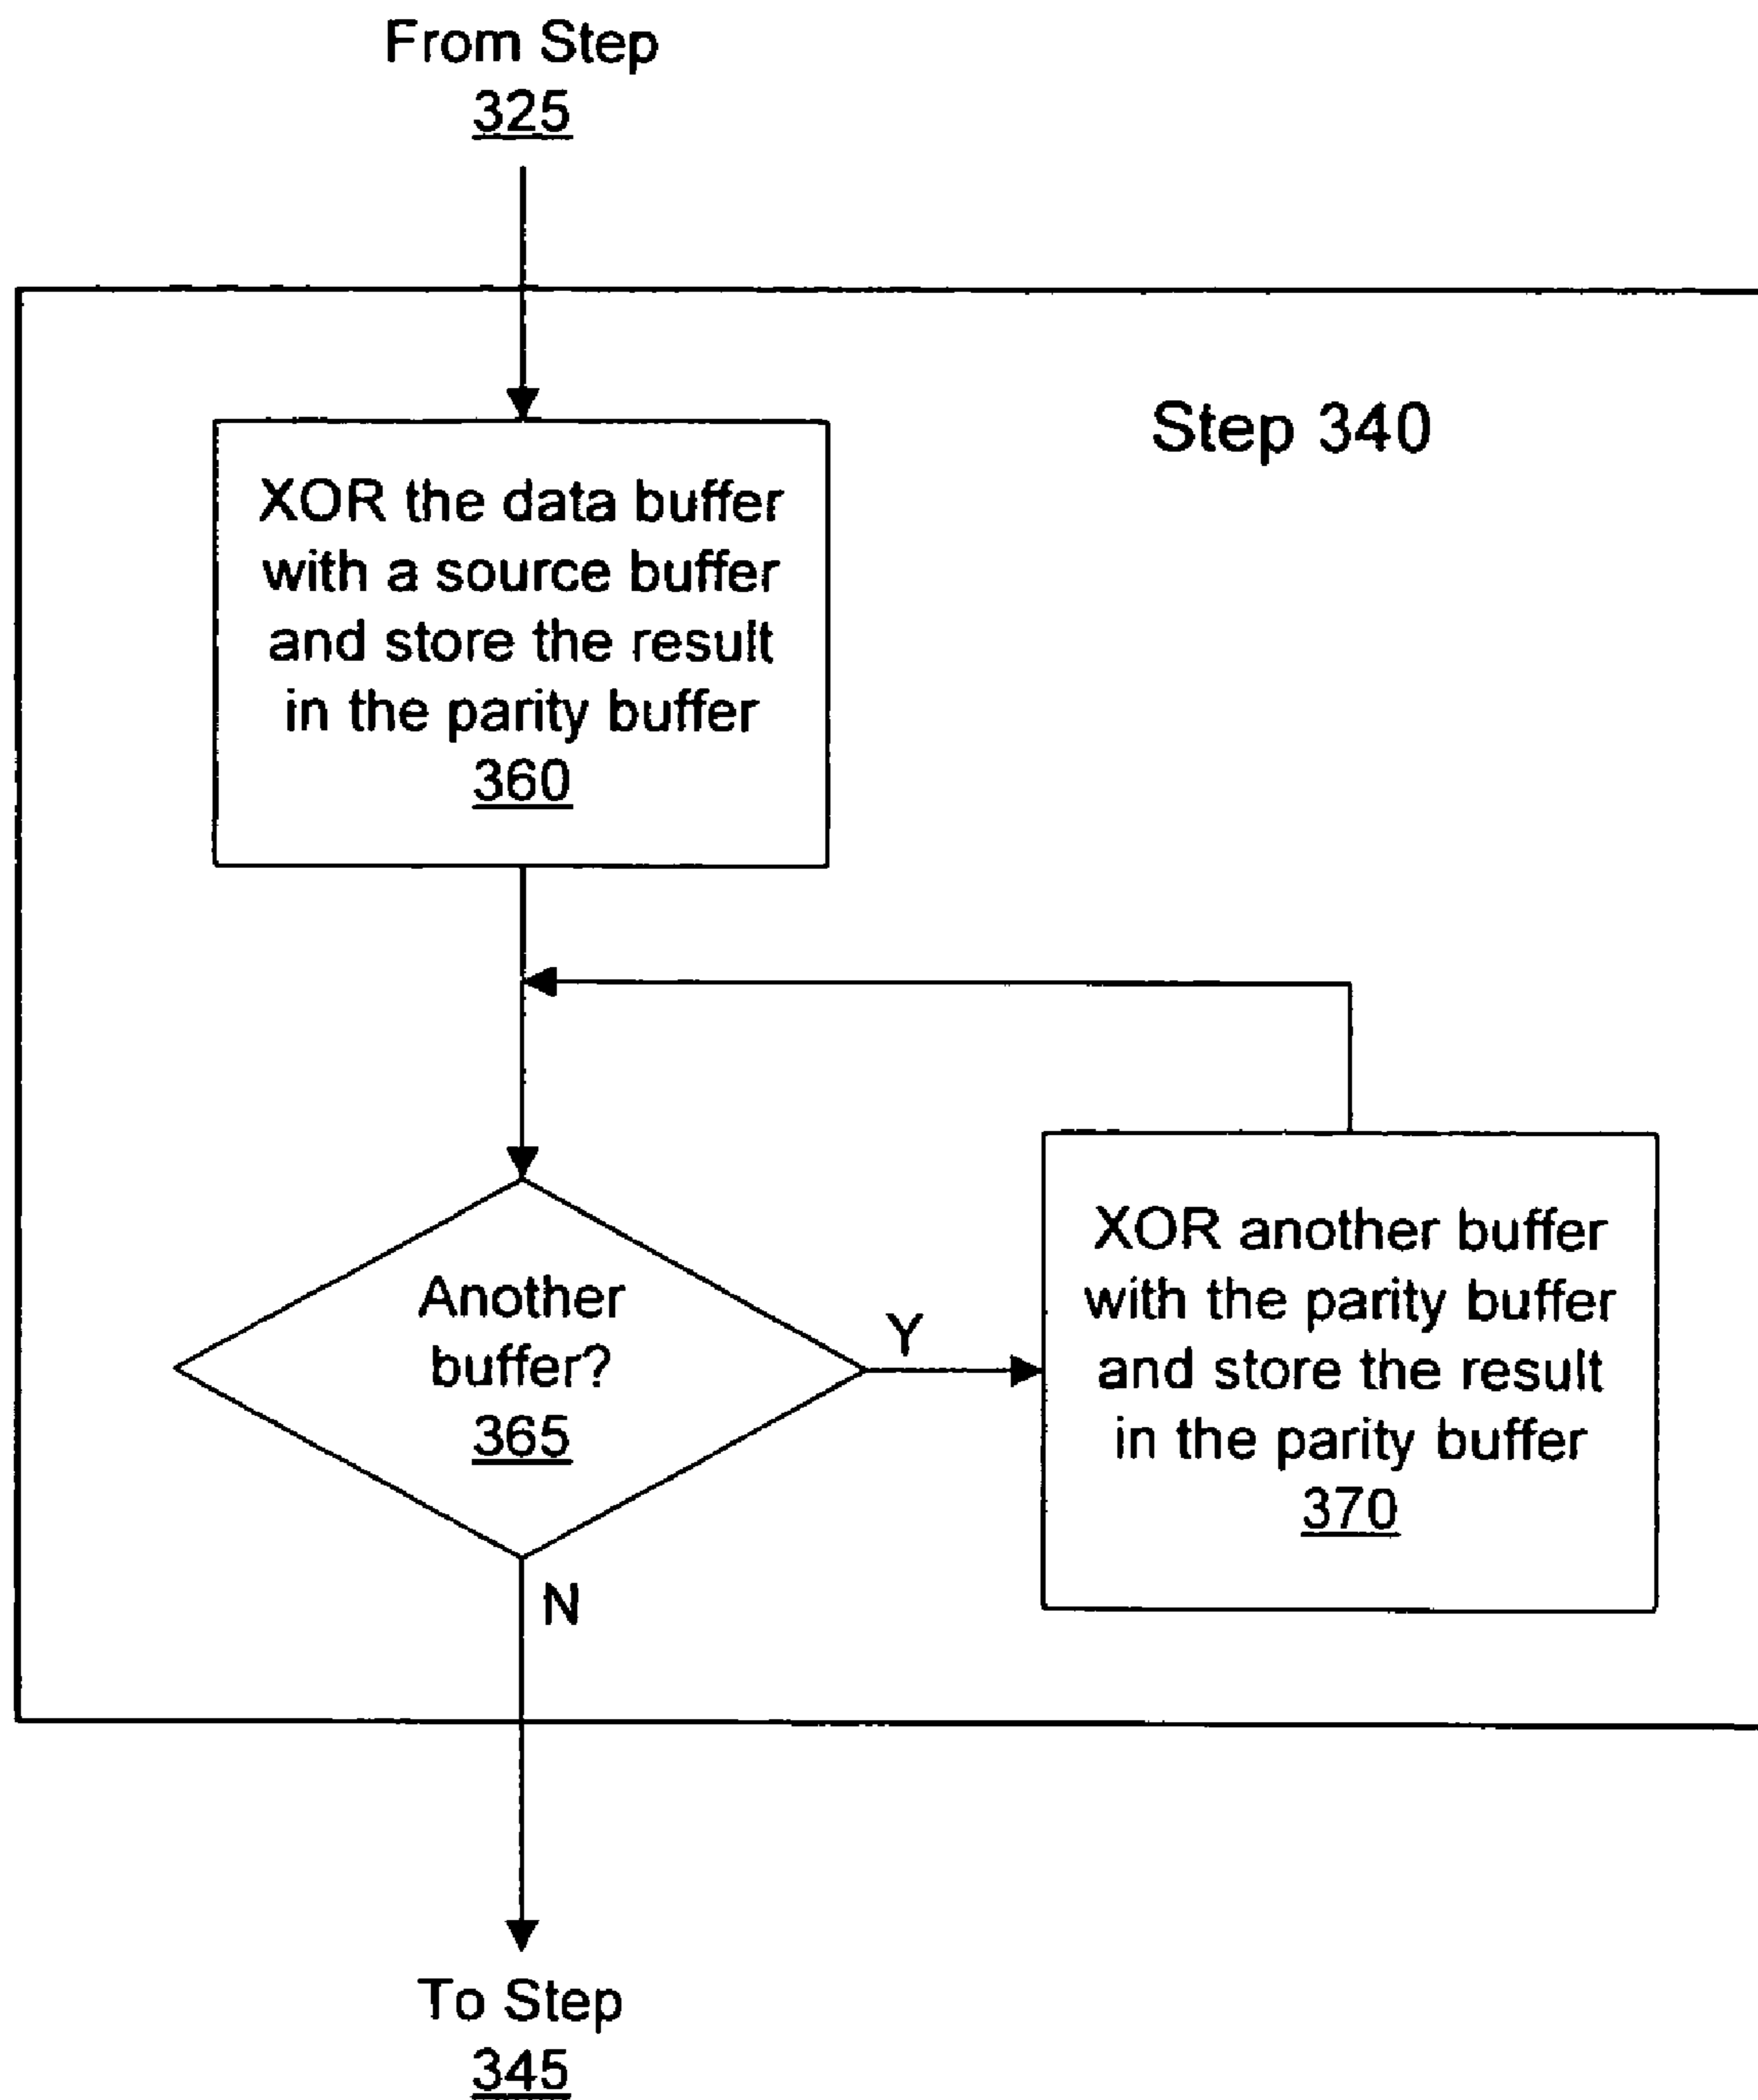 From Step
325
Step 340
XOR the data buffer
with a source buffer
and store the result
in the parity buffer
360
Another
buffer?
365
Y
N
XOR another buffer
with the parity buffer
and store the result
in the parity buffer
370
To Step
345